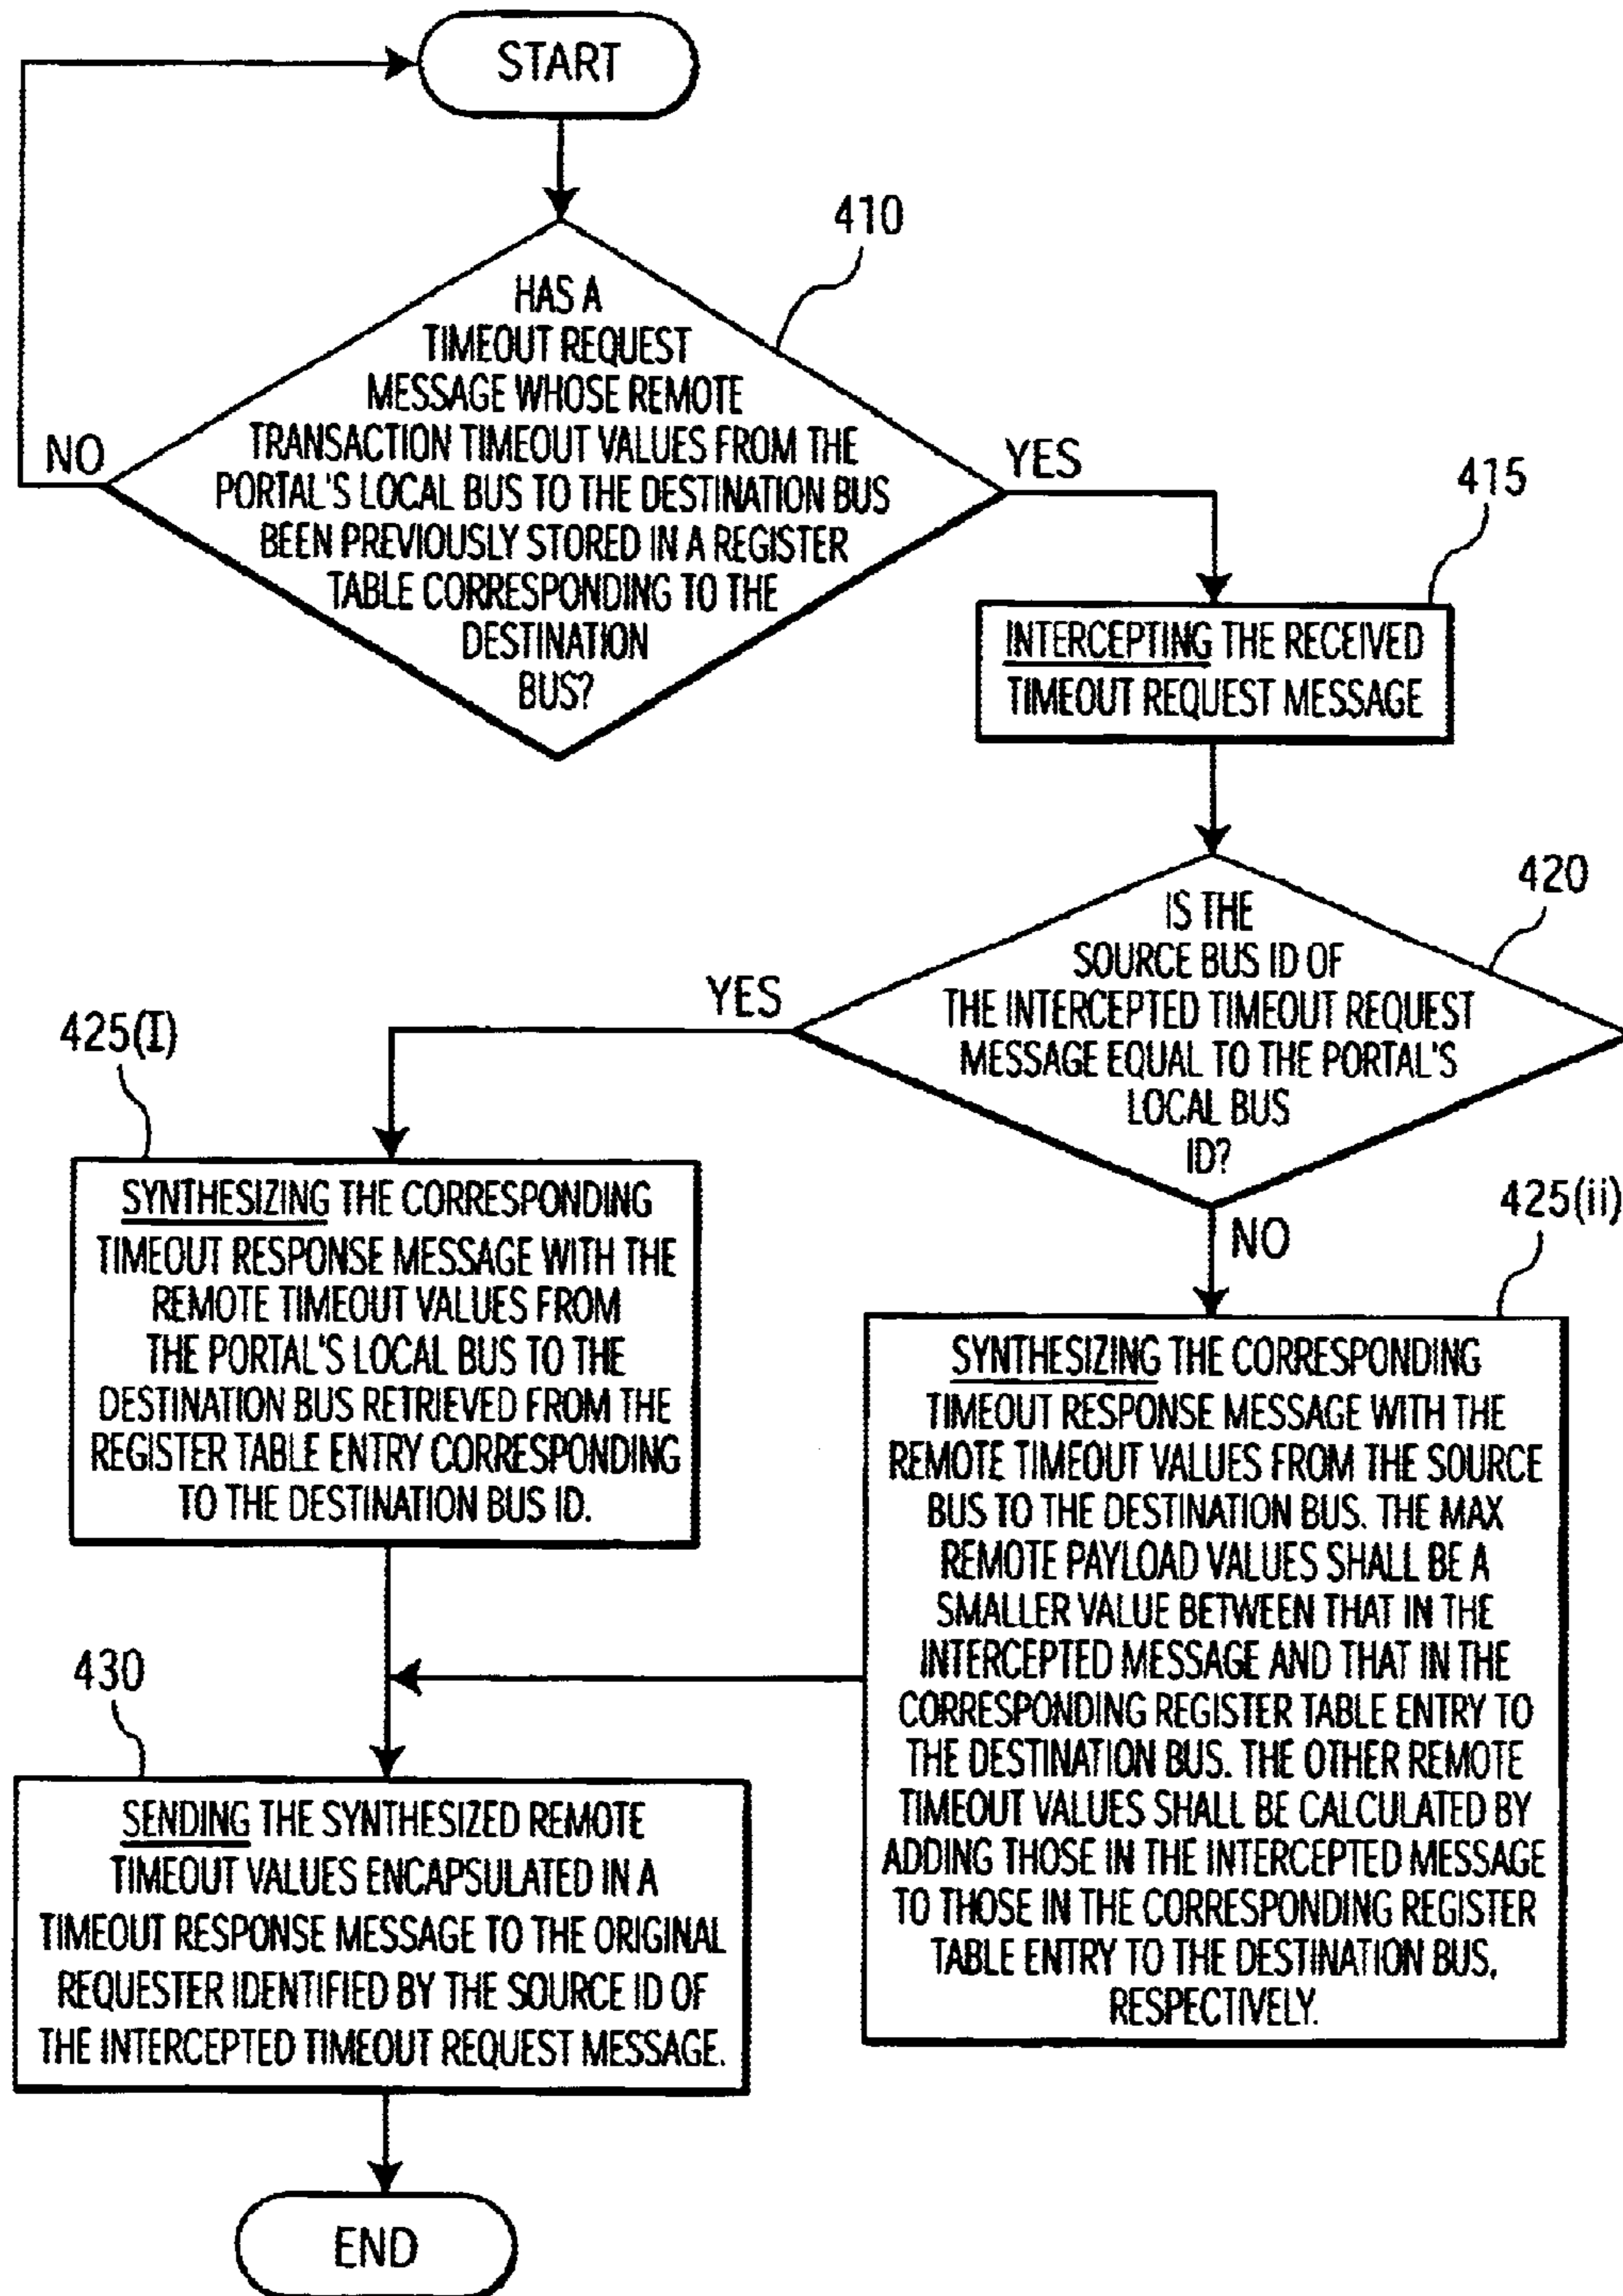 START
410
HAS A
TIMEOUT REQUEST
MESSAGE WHOSE REMOTE
TRANSACTION TIMEOUT VALUES FROM THE
PORTAL'S LOCAL BUS TO THE DESTINATION BUS
BEEN PREVIOUSLY STORED IN A REGISTER
TABLE CORRESPONDING TO THE
DESTINATION
BUS?
NO
YES
415
INTERCEPTING THE RECEIVED
TIMEOUT REQUEST MESSAGE
420
IS THE
SOURCE BUS ID OF
THE INTERCEPTED TIMEOUT REQUEST
MESSAGE EQUAL TO THE PORTAL'S
LOCAL BUS
ID?
YES
NO
425(I)
SYNTHESIZING THE CORRESPONDING
TIMEOUT RESPONSE MESSAGE WITH THE
REMOTE TIMEOUT VALUES FROM
THE PORTAL'S LOCAL BUS TO THE
DESTINATION BUS RETRIEVED FROM THE
REGISTER TABLE ENTRY CORRESPONDING
TO THE DESTINATION BUS ID.
425(ii)
SYNTHESIZING THE CORRESPONDING
TIMEOUT RESPONSE MESSAGE WITH THE
REMOTE TIMEOUT VALUES FROM THE SOURCE
BUS TO THE DESTINATION BUS. THE MAX
REMOTE PAYLOAD VALUES SHALL BE A
SMALLER VALUE BETWEEN THAT IN THE
INTERCEPTED MESSAGE AND THAT IN THE
CORRESPONDING REGISTER TABLE ENTRY TO
THE DESTINATION BUS. THE OTHER REMOTE
TIMEOUT VALUES SHALL BE CALCULATED BY
ADDING THOSE IN THE INTERCEPTED MESSAGE
TO THOSE IN THE CORRESPONDING REGISTER
TABLE ENTRY TO THE DESTINATION BUS,
RESPECTIVELY.
430
SENDING THE SYNTHESIZED REMOTE
TIMEOUT VALUES ENCAPSULATED IN A
TIMEOUT RESPONSE MESSAGE TO THE ORIGINAL
REQUESTER IDENTIFIED BY THE SOURCE ID OF
THE INTERCEPTED TIMEOUT REQUEST MESSAGE.
END